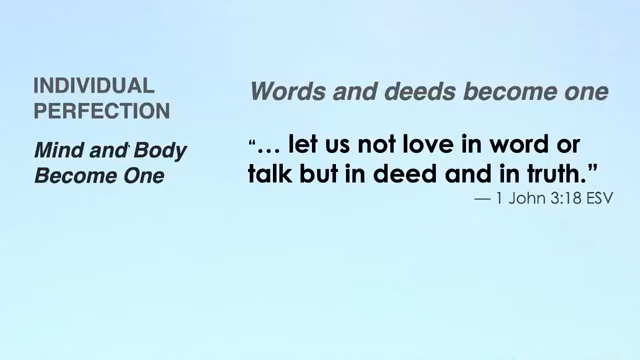 INDIVIDUAL
PERFECTION
Mind and Body
Become One
Words and deeds become one
“… let us not love in word or
talk but in deed and in truth.”
— 1 John 3:18 ESV